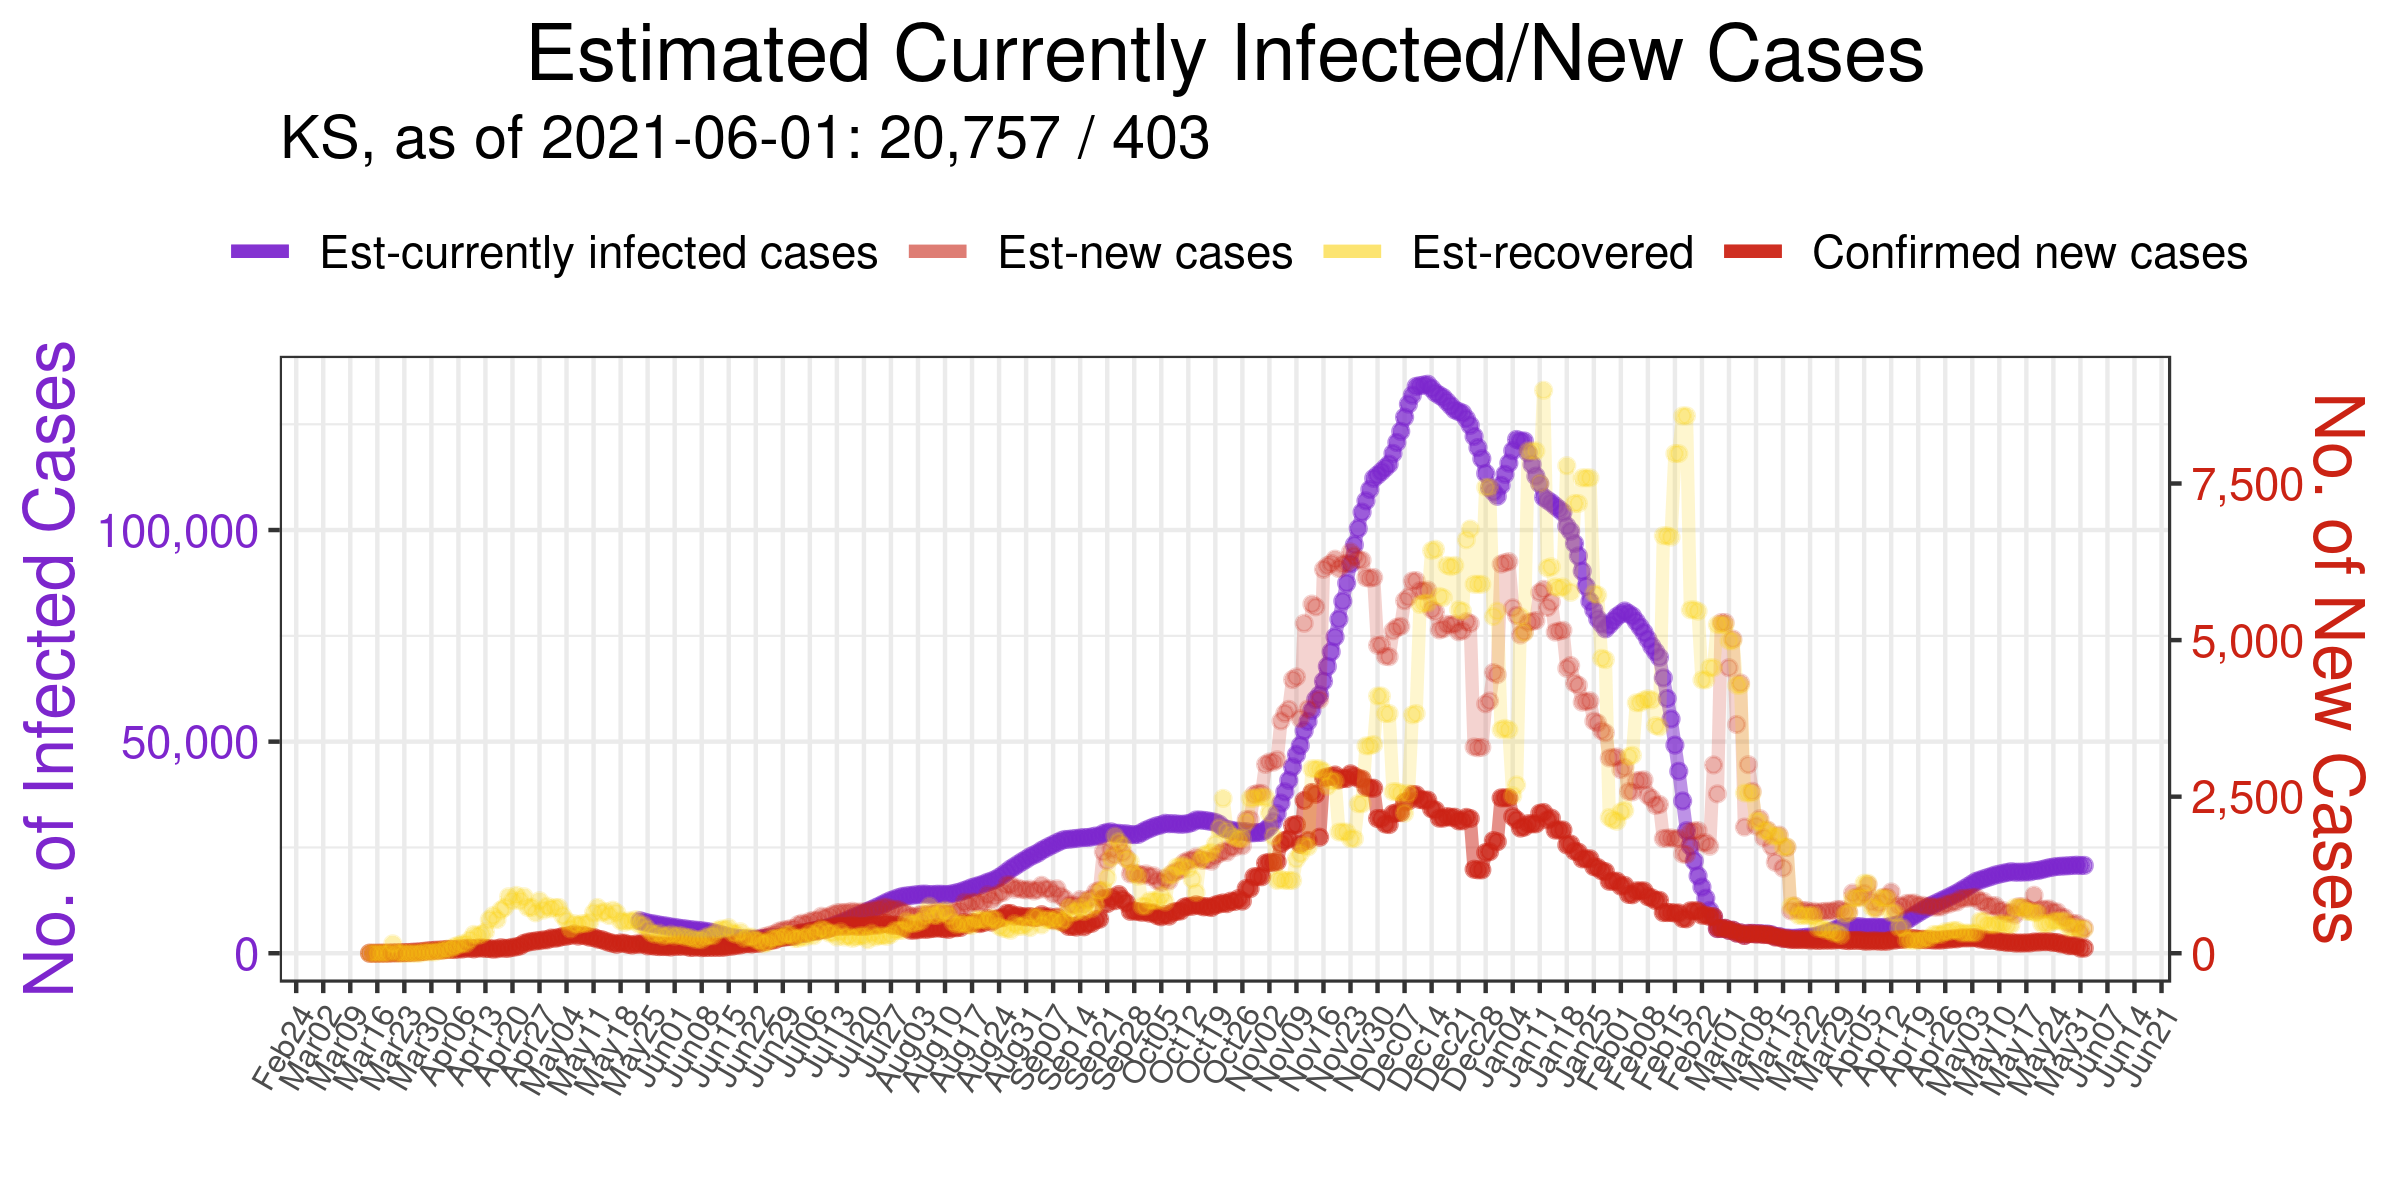 Estimated Currently Infected/New Cases
KS, as of 2021-06-01: 20,757 / 403
Est-currently infected cases
Est-new cases
Est-recovered
Confirmed new cases
No. of Infected Cases
100,000
50,000
0
No. of New Cases
7,500
5,000
2,500
0
Feb24
Mar02
Mar09
Mar16
Mar23
Mar30
Apr06
Apr13
Apr20
Apr27
May04
May11
May18
May25
Jun01
Jun08
Jun15
Jun22
Jun29
Jul06
Jul13
Jul20
Jul27
Aug03
Aug10
Aug17
Aug24
Aug31
Sep07
Sep14
Sep21
Sep28
Oct05
Oct12
Oct19
Oct26
Nov02
Nov09
Nov16
Nov23
Nov30
Dec07
Dec14
Dec21
Dec28
Jan04
Jan11
Jan18
Jan25
Feb01
Feb08
Feb15
Feb22
Mar01
Mar08
Mar15
Mar22
Mar29
Apr05
Apr12
Apr19
Apr26
May03
May10
May17
May24
May31
Jun07
Jun14
Jun21